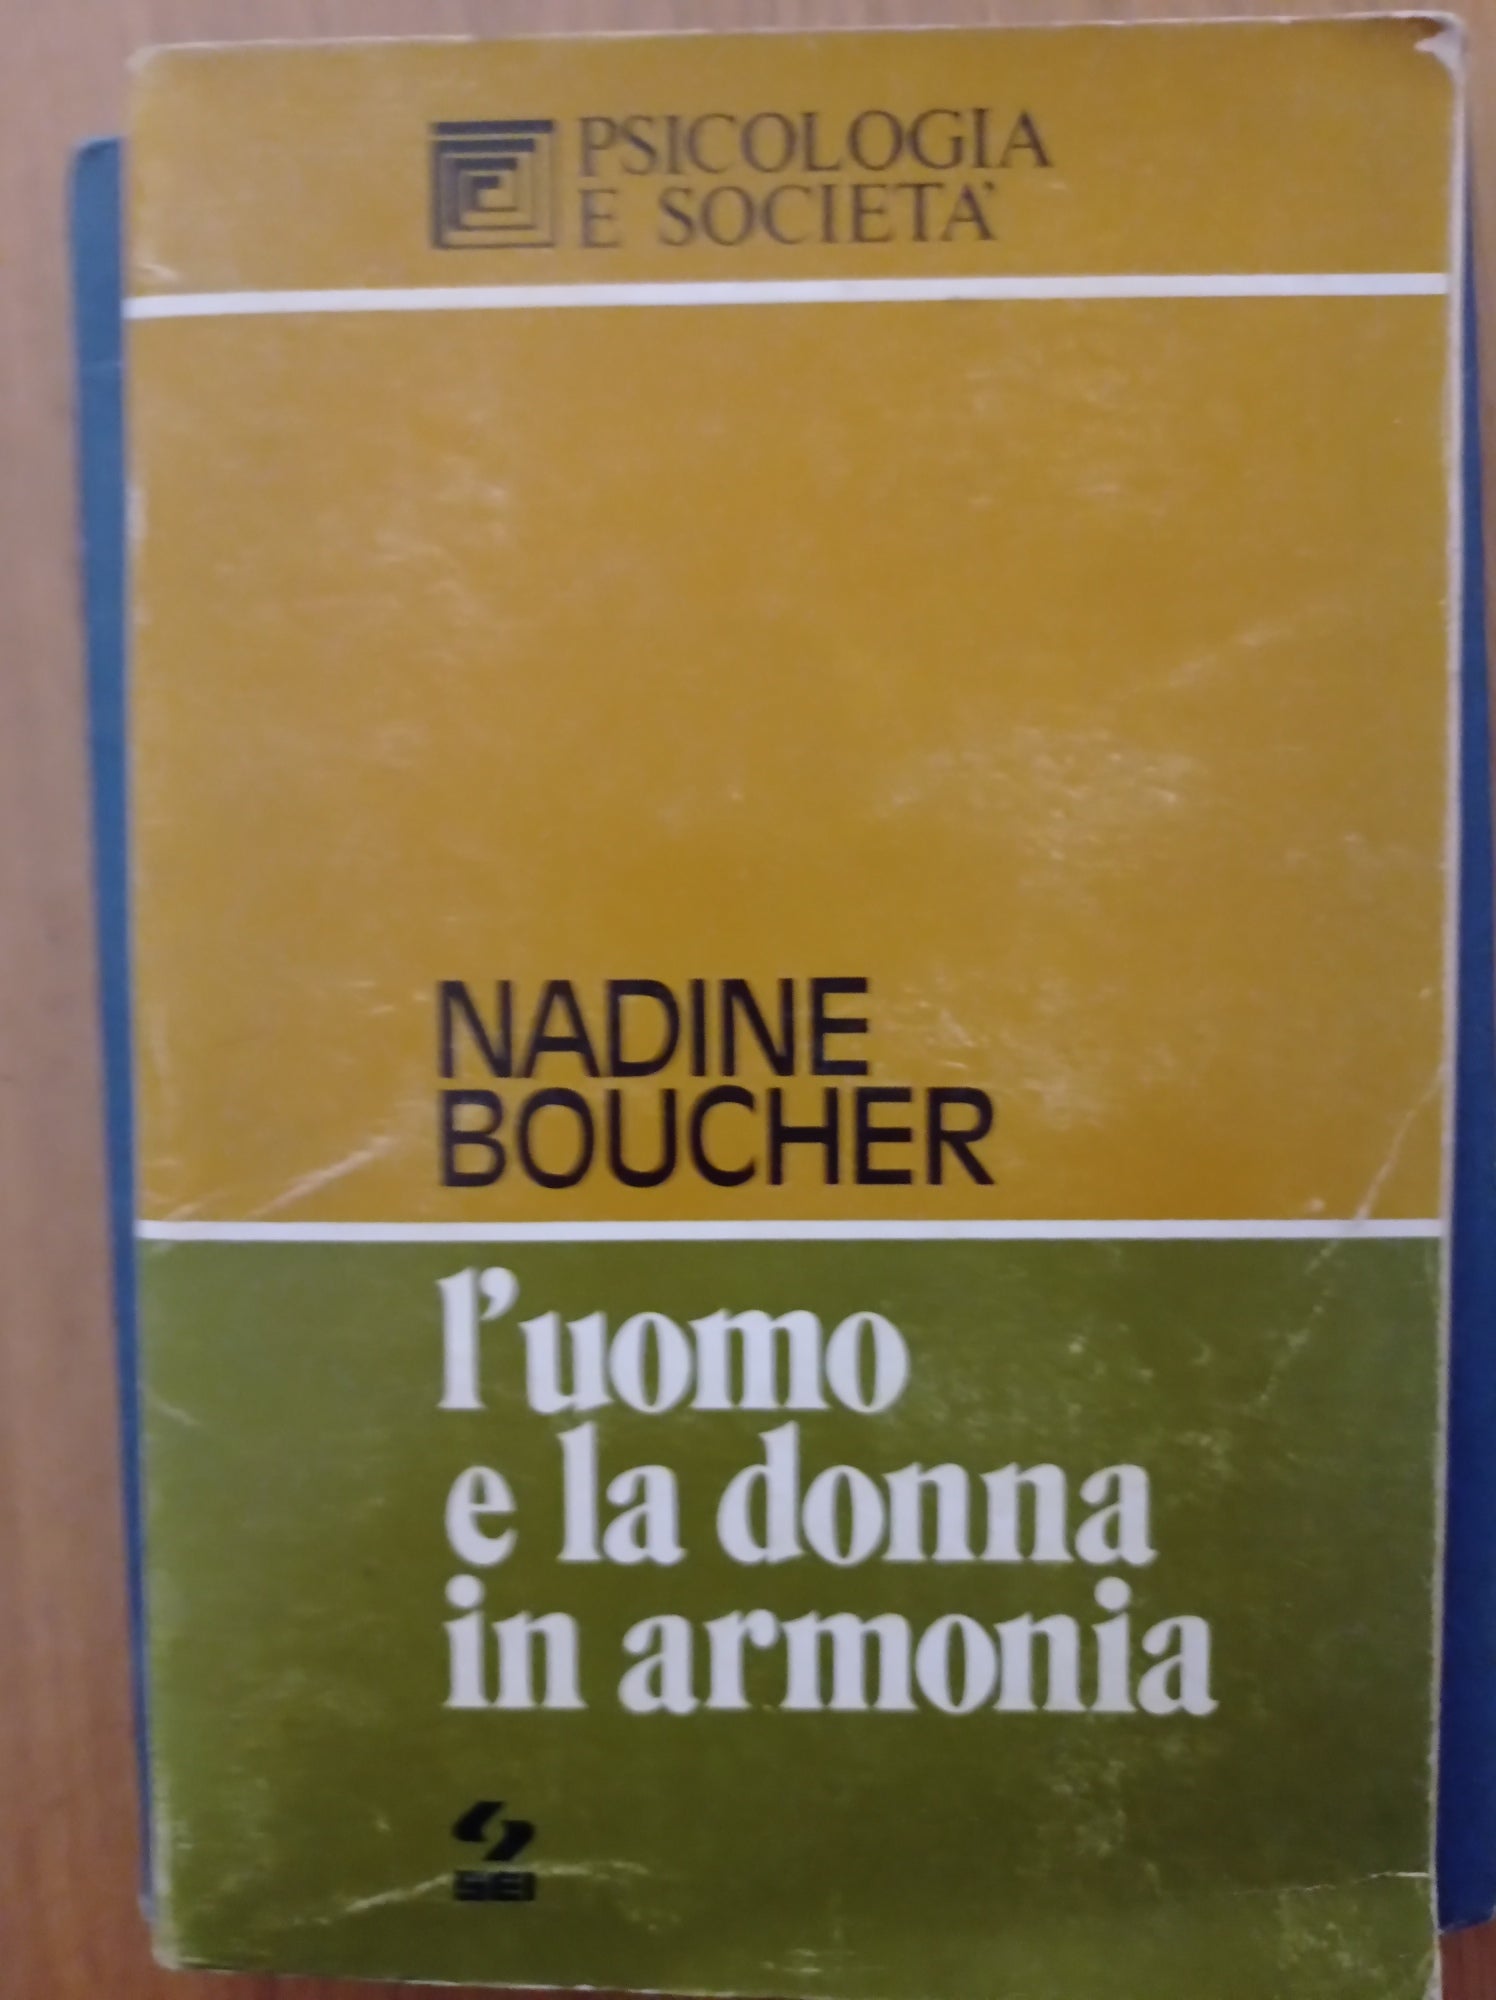 PSICOLOGIA
E SOCIETA'
NADINE
BOUCHER
l'uomo
e la donna
in armonia
SEI